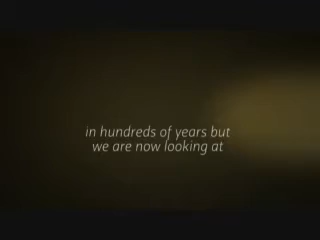 in hundreds of years but
we are now looking at